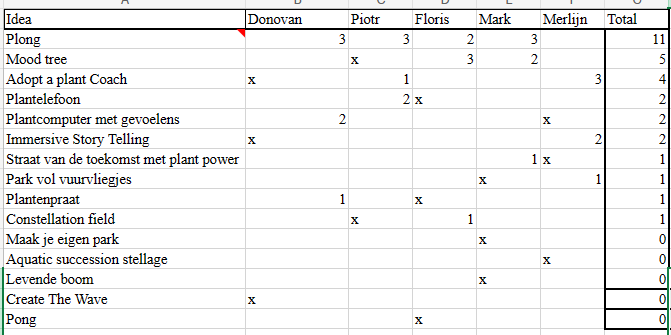 Idea Donovan Piotr Floris Mark Merlijn Total
Plong 3 3 2 3 11
Mood tree x 3 2 5
Adopt a plant Coach x 1 3 4
Plantelefoon 2 x 2
Plantcomputer met gevoelens 2 x 2
Immersive Story Telling x 2 2
Straat van de toekomst met plant power 1 x 1
Park vol vuurvliegjes x 1 1
Plantenpraat 1 x 1
Constellation field x 1 1
Maak je eigen park x 0
Aquatic succession stellage x 0
Levende boom x 0
Create The Wave x 0
Pong x 0